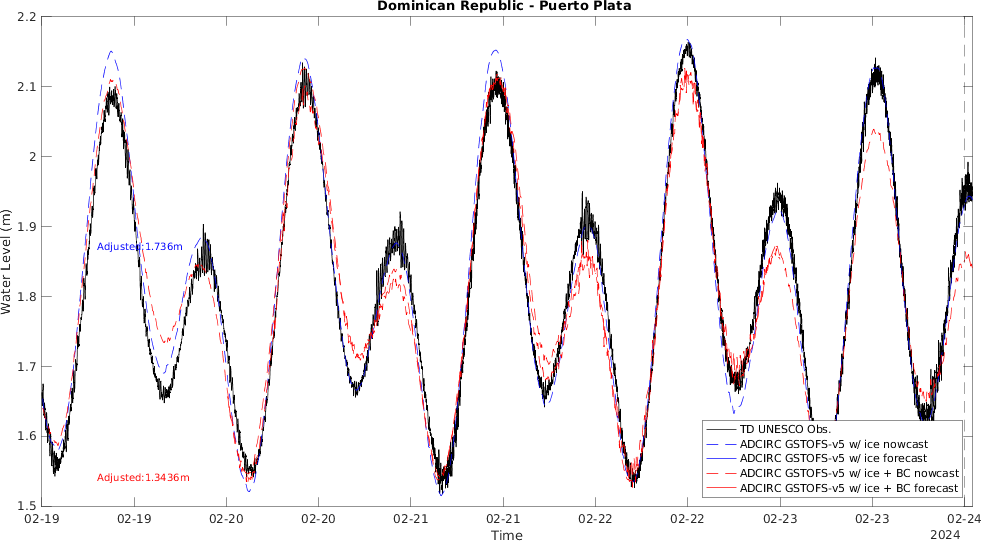 Dominican Republic - Puerto Plata
2.2
2.1
2
1.9
1.8
1.7
1.6
1.5
Water Level (m)
Adjusted:1.736m
Adjusted:1.3436m
TD UNESCO Obs.
ADCIRC GSTOFS-v5 w/ ice nowcast
ADCIRC GSTOFS-v5 w/ ice forecast
ADCIRC GSTOFS-v5 w/ ice + BC nowcast
ADCIRC GSTOFS-v5 w/ ice + BC forecast
02-19 02-19 02-20 02-20 02-21 02-21 02-22 02-22 02-23 02-23 02-24
2024
Time